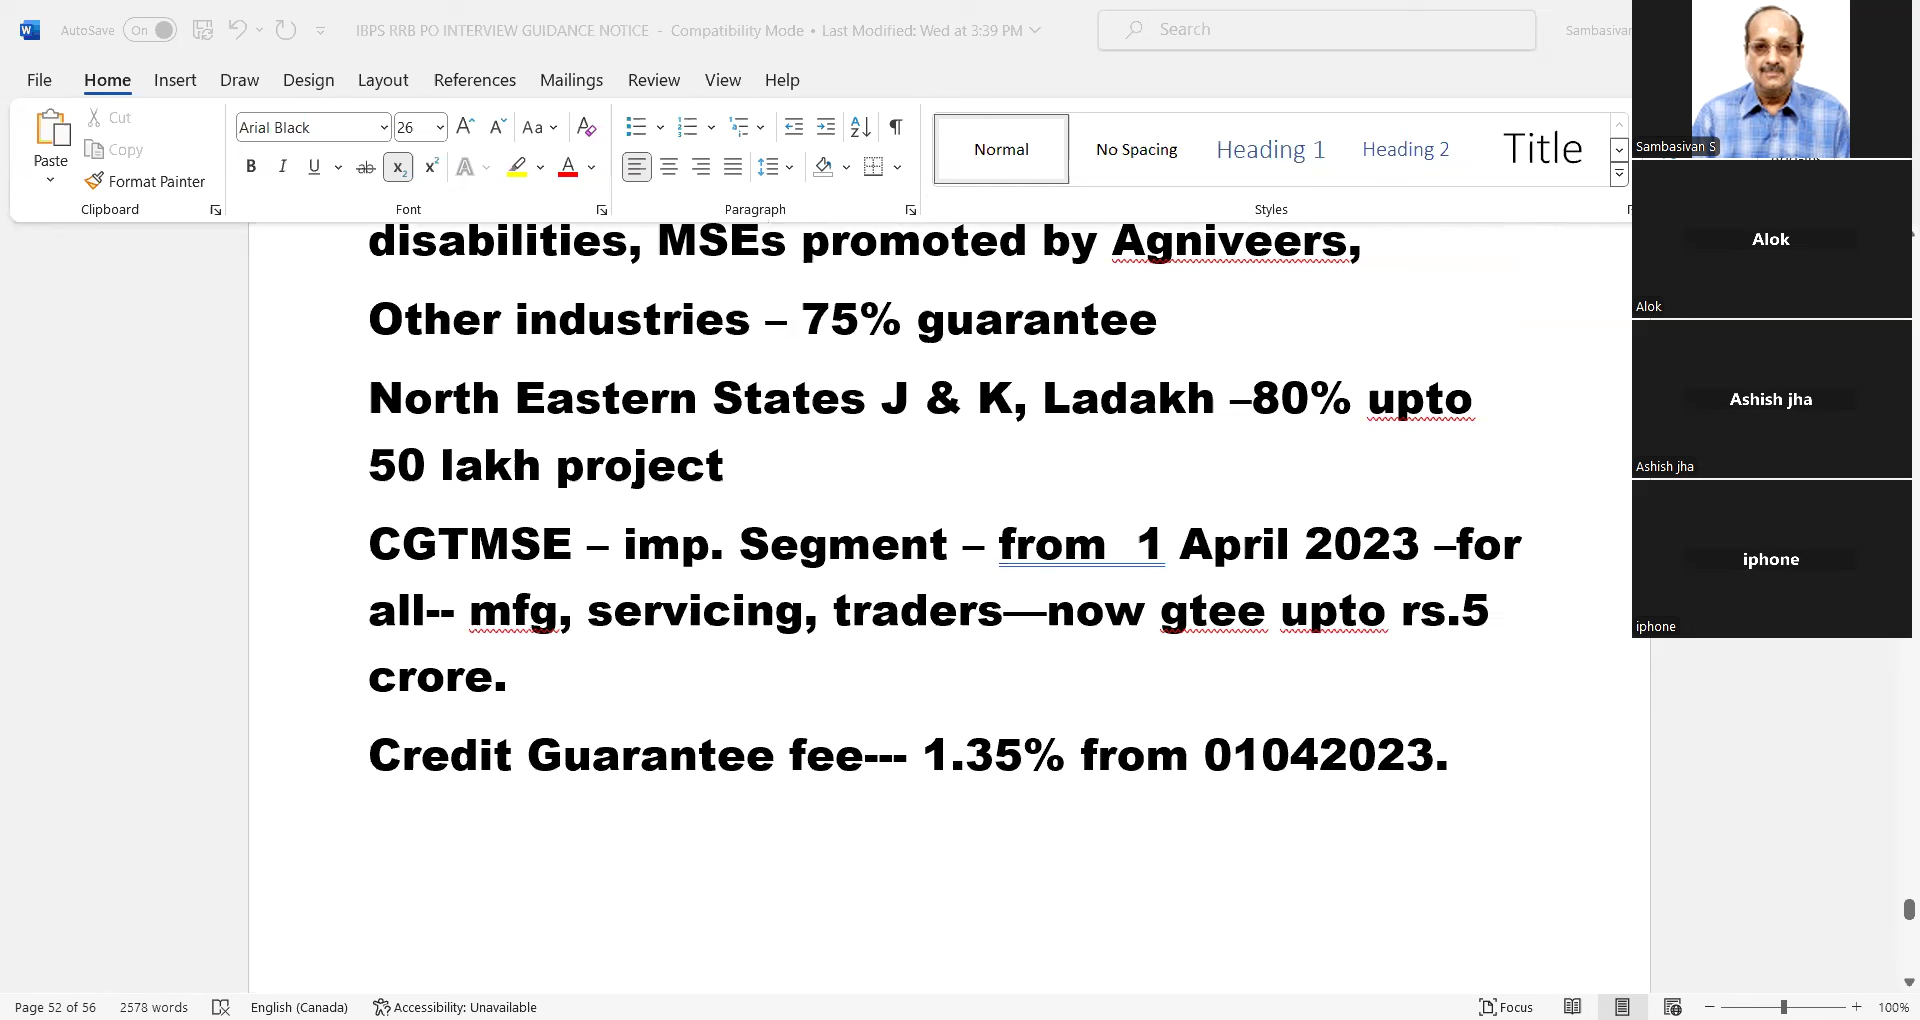 AutoSave On IBPS RRB PO INTERVIEW GUIDANCE NOTICE - Compatibility Mode • Last Modified: Wed at 3:39 PM Search Sambasivan
File Home Insert Draw Design Layout References Mailings Review View Help
Paste Cut
Copy
Format Painter
Arial Black 26
Normal No Spacing Heading 1 Heading 2 Title
Clipboard Font Paragraph Styles
disabilities, MSEs promoted by Agniveers,
Other industries – 75% guarantee
North Eastern States J & K, Ladakh –80% upto
50 lakh project
CGTMSE – imp. Segment – from  1 April 2023 –for
all-- mfg, servicing, traders—now gtee upto rs.5
crore.
Credit Guarantee fee--- 1.35% from 01042023.
Sambasivan S
Alok
Alok
Ashish jha
Ashish jha
iphone
iphone
Page 52 of 56 2578 words English (Canada) Accessibility: Unavailable Focus 100%